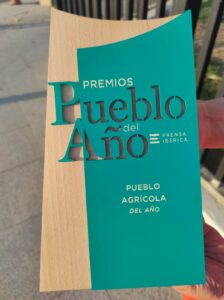 PREMIOS
Pueblo
del
Año
PRENSA
IBÉRICA
PUEBLO
AGRÍCOLA
DEL AÑO